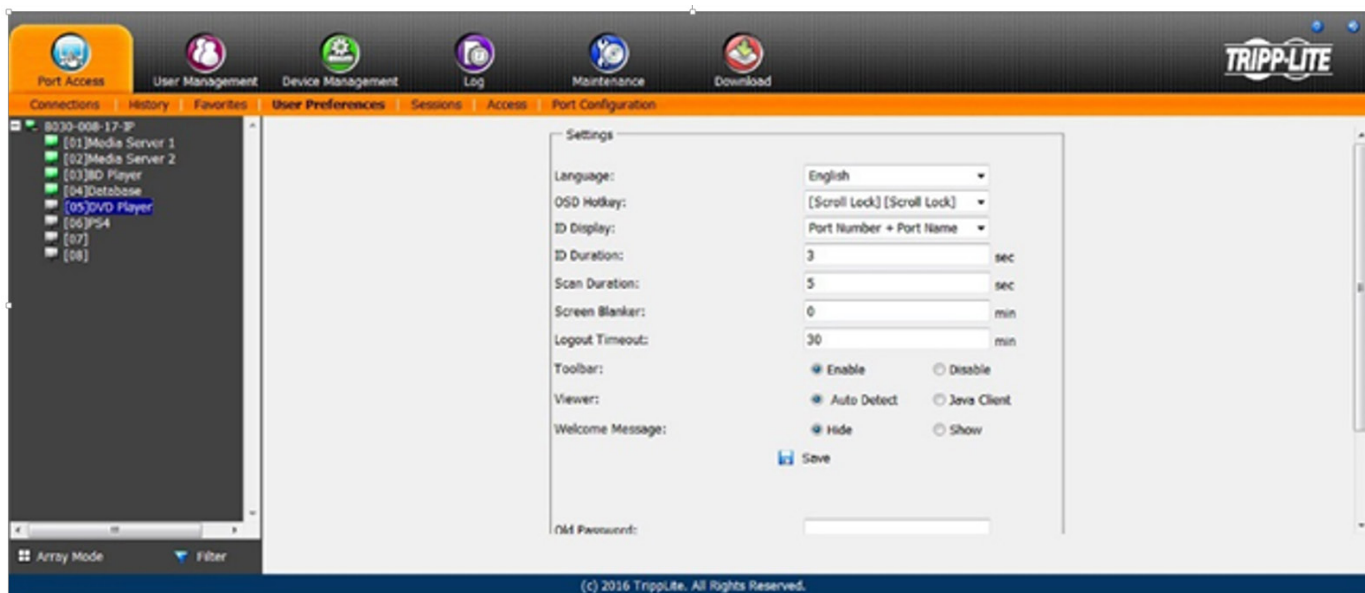 TRIPP·LITE
Port Access User Management Device Management Log Maintenance Download
Connections | History | Favorites | User Preferences | Sessions | Access | Port Configuration
B030-008-17-IP
[01]Media Server 1
[02]Media Server 2
[03]BD Player
[04]Database
[05]DVD Player
[06]PS4
[07]
[08]
Array Mode Filter
Settings
Language: English
OSD Hotkey: [Scroll Lock] [Scroll Lock]
ID Display: Port Number + Port Name
ID Duration: 3 sec
Scan Duration: 5 sec
Screen Blanker: 0 min
Logout Timeout: 30 min
Toolbar: Enable Disable
Viewer: Auto Detect Java Client
Welcome Message: Hide Show
Save
Old Password:
(c) 2016 TrippLite. All Rights Reserved.